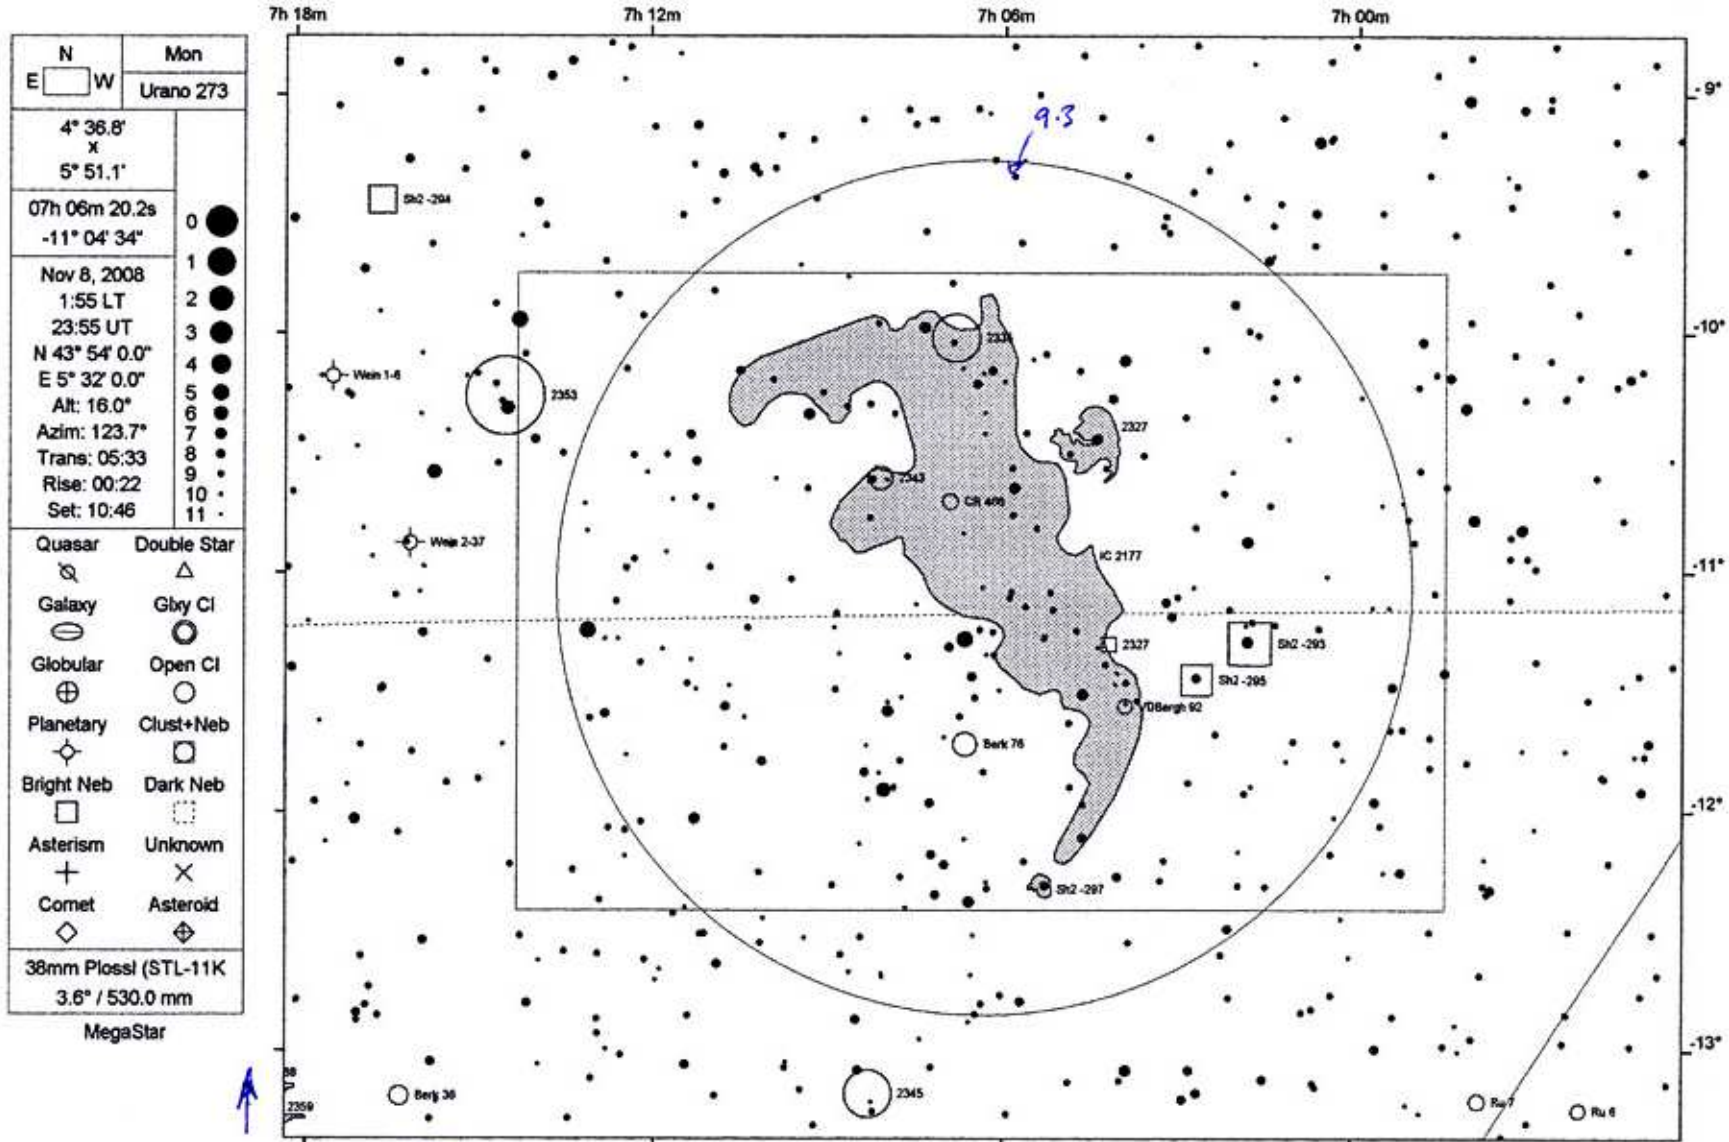 7h 18m
7h 12m
7h 06m
7h 00m
N
E W
Mon
Urano 273
4° 36.8'
x
5° 51.1'
07h 06m 20.2s
-11° 04' 34"
Nov 8, 2008
1:55 LT
23:55 UT
N 43° 54' 0.0"
E 5° 32' 0.0"
Alt: 16.0°
Azim: 123.7°
Trans: 05:33
Rise: 00:22
Set: 10:46
0
1
2
3
4
5
6
7
8
9
10
11
Quasar Double Star
Galaxy Glxy Cl
Globular Open Cl
Planetary Clust+Neb
Bright Neb Dark Neb
Asterism Unknown
Comet Asteroid
38mm Plossl (STL-11K
3.6° / 530.0 mm
MegaStar
9.3
-9°
Sh2 -294
-10°
Wein 1-6
2353
2327
2343
CR 466
Wein 2-37
IC 2177
-11°
2327
Sh2 -293
Sh2 -295
VDBergh 92
Berk 76
-12°
Sh2 -297
-13°
2359
Berk 36
2345
Ru 7
Ru 6